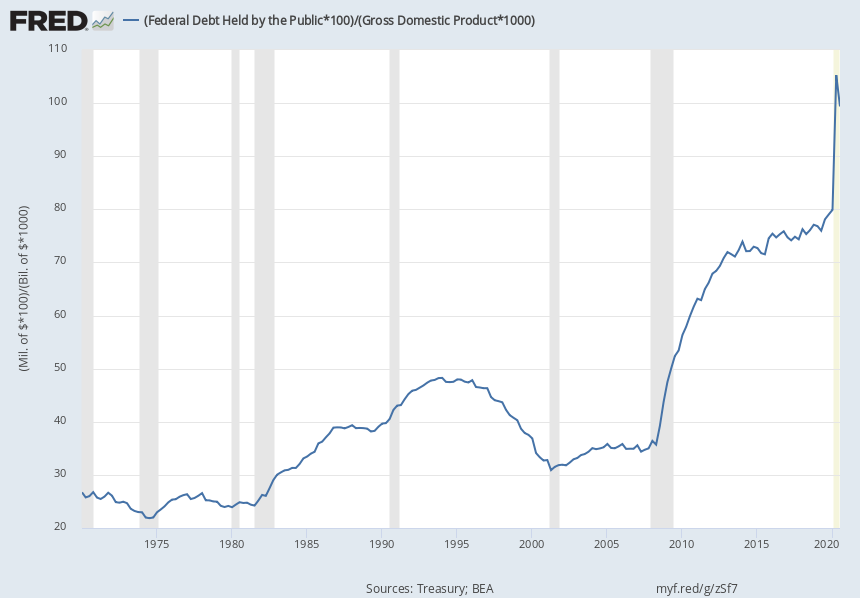 FRED
(Federal Debt Held by the Public*100)/(Gross Domestic Product*1000)
(Mil. of $*100)/(Bil. of $*1000)
110
100
90
80
70
60
50
40
30
20
1975 1980 1985 1990 1995 2000 2005 2010 2015 2020
Sources: Treasury; BEA
myf.red/g/zSf7